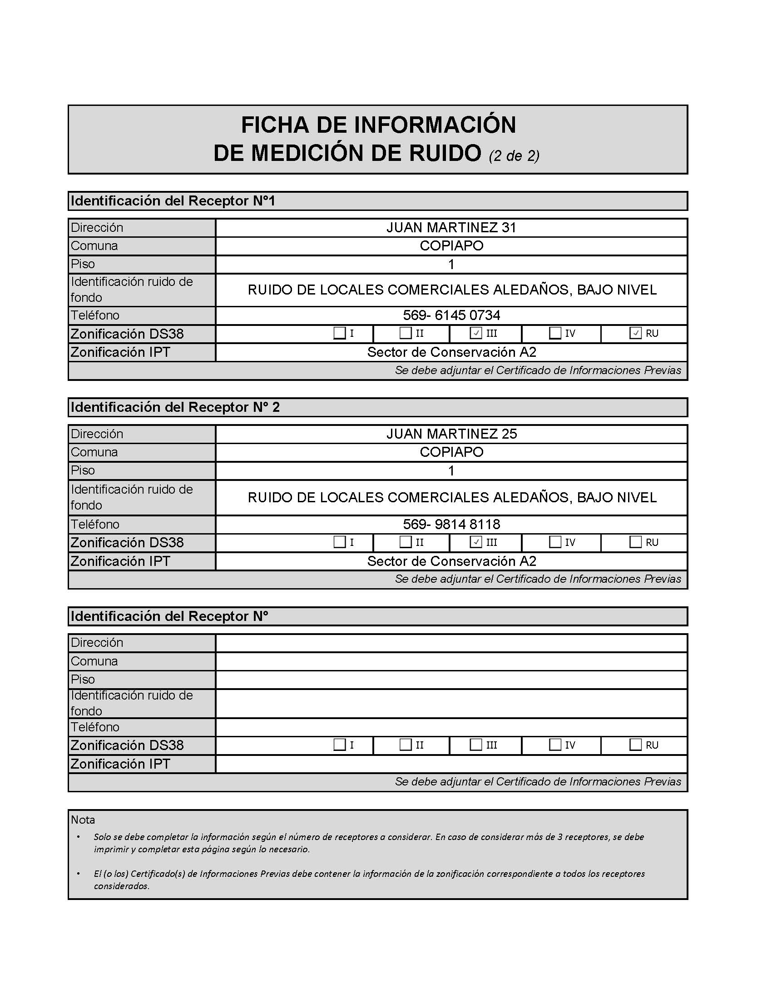 FICHA DE INFORMACIÓN
DE MEDICIÓN DE RUIDO (2 de 2)
Identificación del Receptor N°1
Dirección JUAN MARTINEZ 31
Comuna COPIAPO
Piso 1
Identificación ruido de
fondo RUIDO DE LOCALES COMERCIALES ALEDAÑOS, BAJO NIVEL
Teléfono 569- 6145 0734
Zonificación DS38 ☐ I ☐ II ☑ III ☐ IV ☑ RU
Zonificación IPT Sector de Conservación A2
Se debe adjuntar el Certificado de Informaciones Previas
Identificación del Receptor N° 2
Dirección JUAN MARTINEZ 25
Comuna COPIAPO
Piso 1
Identificación ruido de
fondo RUIDO DE LOCALES COMERCIALES ALEDAÑOS, BAJO NIVEL
Teléfono 569- 9814 8118
Zonificación DS38 ☐ I ☐ II ☑ III ☐ IV ☐ RU
Zonificación IPT Sector de Conservación A2
Se debe adjuntar el Certificado de Informaciones Previas
Identificación del Receptor N°
Dirección
Comuna
Piso
Identificación ruido de
fondo
Teléfono
Zonificación DS38 ☐ I ☐ II ☐ III ☐ IV ☐ RU
Zonificación IPT
Se debe adjuntar el Certificado de Informaciones Previas
Nota
• Solo se debe completar la información según el número de receptores a considerar. En caso de considerar más de 3 receptores, se debe
imprimir y completar esta página según lo necesario.
• El (o los) Certificado(s) de Informaciones Previas debe contener la información de la zonificación correspondiente a todos los receptores
considerados.